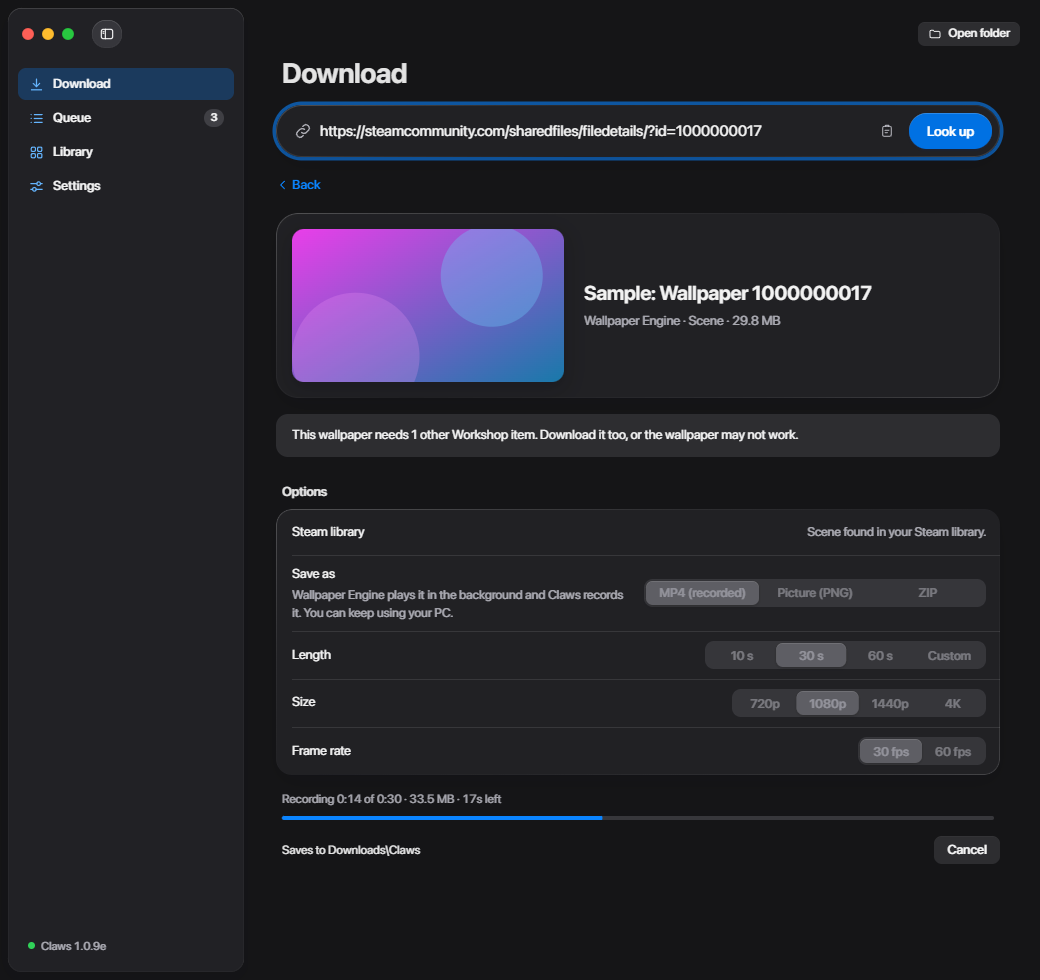 Open folder
Download
Download
https://steamcommunity.com/sharedfiles/filedetails/?id=1000000017
Look up
Queue
3
Library
Settings
Back
Sample: Wallpaper 1000000017
Wallpaper Engine · Scene · 29.8 MB
This wallpaper needs 1 other Workshop item. Download it too, or the wallpaper may not work.
Options
Steam library
Scene found in your Steam library.
Save as
Wallpaper Engine plays it in the background and Claws records
it. You can keep using your PC.
MP4 (recorded) Picture (PNG) ZIP
Length
10 s 30 s 60 s Custom
Size
720p 1080p 1440p 4K
Frame rate
30 fps 60 fps
Recording 0:14 of 0:30 · 33.5 MB · 17s left
Saves to Downloads\Claws
Cancel
Claws 1.0.9e